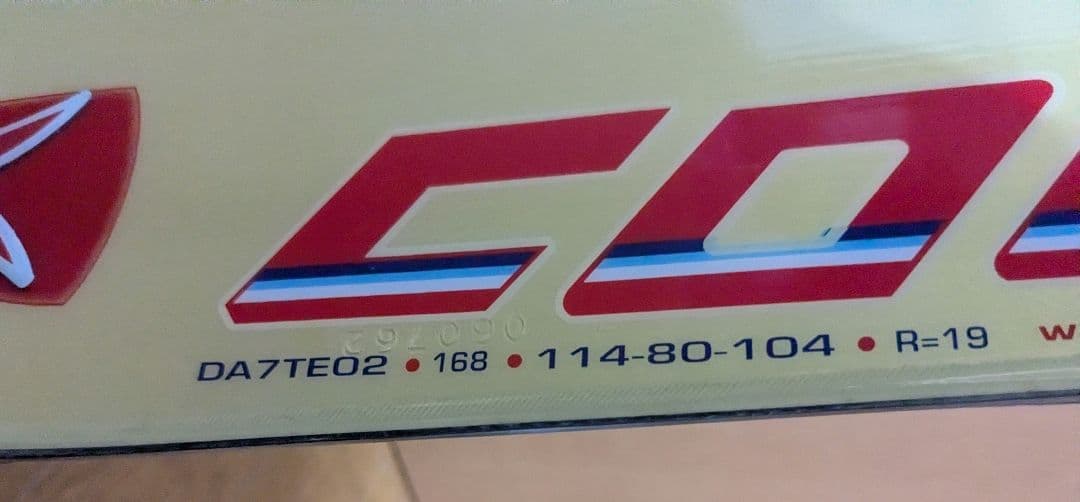 CO
DA7TE02 • 168 • 114-80-104 • R=19 W